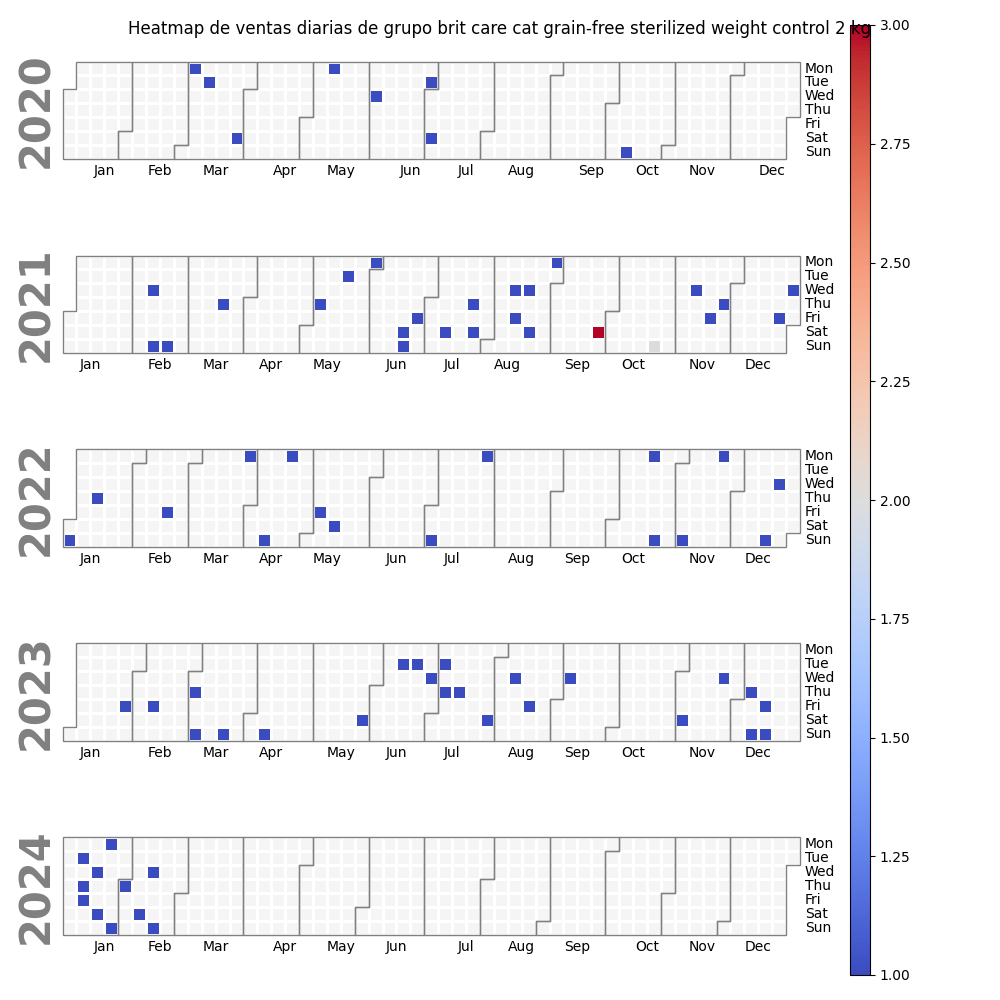 Heatmap de ventas diarias de grupo brit care cat grain-free sterilized weight control 2 kg
3.00
2.75
2.50
2.25
2.00
1.75
1.50
1.25
1.00
2020
Mon
Tue
Wed
Thu
Fri
Sat
Sun
Jan Feb Mar Apr May Jun Jul Aug Sep Oct Nov Dec
2021
Mon
Tue
Wed
Thu
Fri
Sat
Sun
Jan Feb Mar Apr May Jun Jul Aug Sep Oct Nov Dec
2022
Mon
Tue
Wed
Thu
Fri
Sat
Sun
Jan Feb Mar Apr May Jun Jul Aug Sep Oct Nov Dec
2023
Mon
Tue
Wed
Thu
Fri
Sat
Sun
Jan Feb Mar Apr May Jun Jul Aug Sep Oct Nov Dec
2024
Mon
Tue
Wed
Thu
Fri
Sat
Sun
Jan Feb Mar Apr May Jun Jul Aug Sep Oct Nov Dec